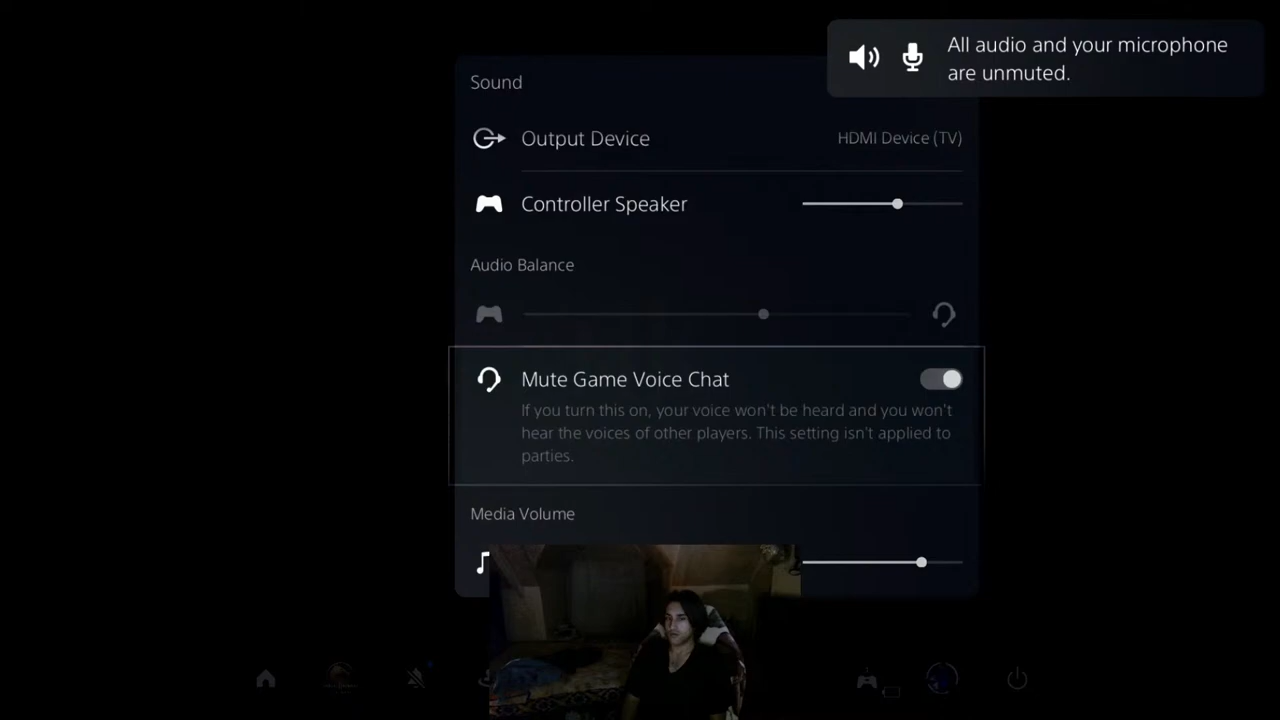 All audio and your microphone
are unmuted.
Sound
Output Device
HDMI Device (TV)
Controller Speaker
Audio Balance
Mute Game Voice Chat
If you turn this on, your voice won't be heard and you won't
hear the voices of other players. This setting isn't applied to
parties.
Media Volume